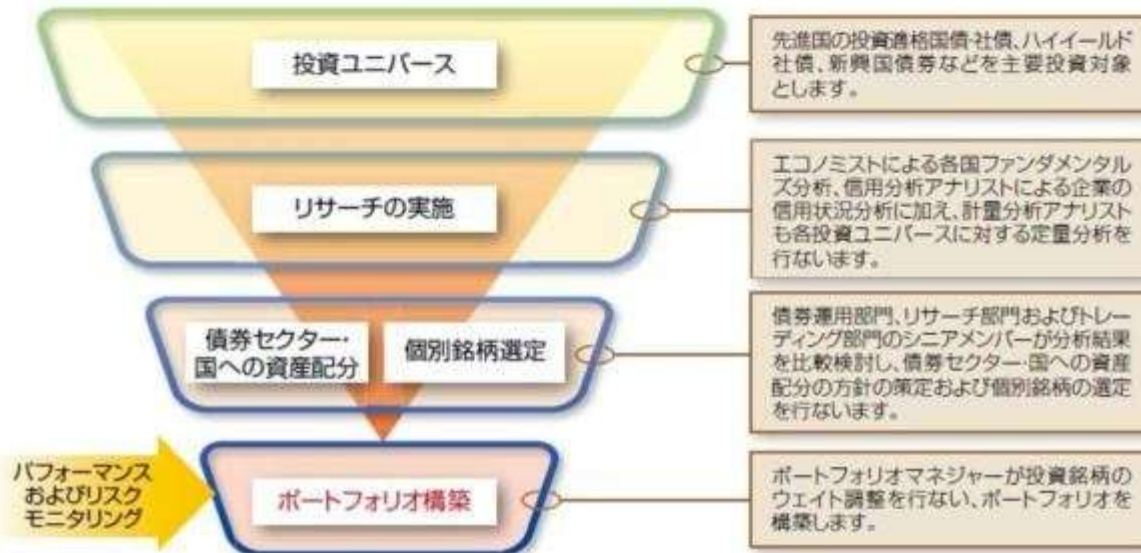 投資ユニバース
先進国の投資適格国債・社債、ハイイールド
社債、新興国債券などを主要投資対象
とします。
リサーチの実施
エコノミストによる各国ファンダメンタル
ズ分析、信用分析アナリストによる企業の
信用状況分析に加え、計量分析アナリスト
も各投資ユニバースに対する定量分析を
行ないます。
債券セクター・
国への資産配分
個別銘柄選定
債券運用部門、リサーチ部門およびトレー
ディング部門のシニアメンバーが分析結果
を比較検討し、債券セクター・国への資産
配分の方針の策定および個別銘柄の選定
を行ないます。
パフォーマンス
およびリスク
モニタリング
ポートフォリオ構築
ポートフォリオマネジャーが投資銘柄の
ウェイト調整を行ない、ポートフォリオを
構築します。